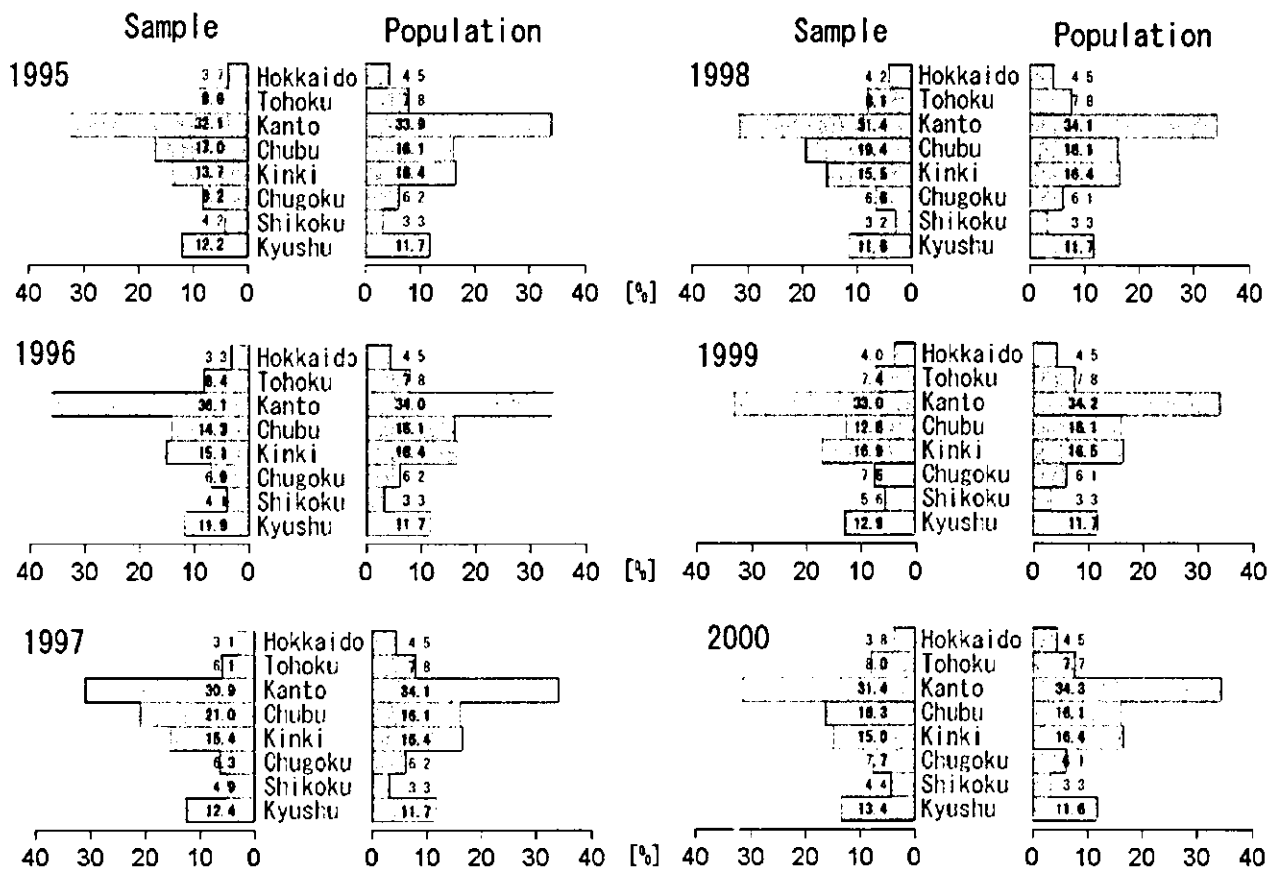 Sample Population
1995
3 7 Hokkaido 4 5
Tohoku 7 8
32.1 Kanto 33.9
17.0 Chubu 16.1
13.7 Kinki 16.4
8.2 Chugoku 6 2
4 2 Shikoku 3 3
12.2 Kyushu 11.7
40 30 20 10 0 0 10 20 30 40 [%]
1996
3 3 Hokkaido 4 5
8.4 Tohoku 7 8
36.1 Kanto 34.0
14.3 Chubu 16.1
15.1 Kinki 16.4
6.9 Chugoku 6 2
Shikoku 3 3
11.9 Kyushu 11 7
40 30 20 10 0 0 10 20 30 40 [%]
1997
3 1 Hokkaido 4 5
6.1 Tohoku 7 8
30.9 Kanto 34.1
21.0 Chubu 16.1
15.4 Kinki 16.4
6.3 Chugoku 6 2
4 9 Shikoku 3 3
12.4 Kyushu 11.7
40 30 20 10 0 0 10 20 30 40 [%]
Sample Population
1998
4 2 Hokkaido 4 5
8.1 Tohoku 7 8
31.4 Kanto 34.1
19.4 Chubu 16.1
15.5 Kinki 16.4
6 6 Chugoku 6 1
3 2 Shikoku 3 3
11.6 Kyushu 11.7
40 30 20 10 0 0 10 20 30 40
1999
4 0 Hokkaido 4 5
7.4 Tohoku 7 8
33.0 Kanto 34.2
12.6 Chubu 16.1
16.9 Kinki 16.5
7 6 Chugoku 6 1
5 6 Shikoku 3 3
12.9 Kyushu 11.7
40 30 20 10 0 0 10 20 30 40
2000
3 8 Hokkaido 4 5
8.0 Tohoku 7 7
31.4 Kanto 34.3
16.3 Chubu 16.1
15.0 Kinki 16.4
7 7 Chugoku 6 1
4 4 Shikoku 3 3
13.4 Kyushu 11.6
40 30 20 10 0 0 10 20 30 40